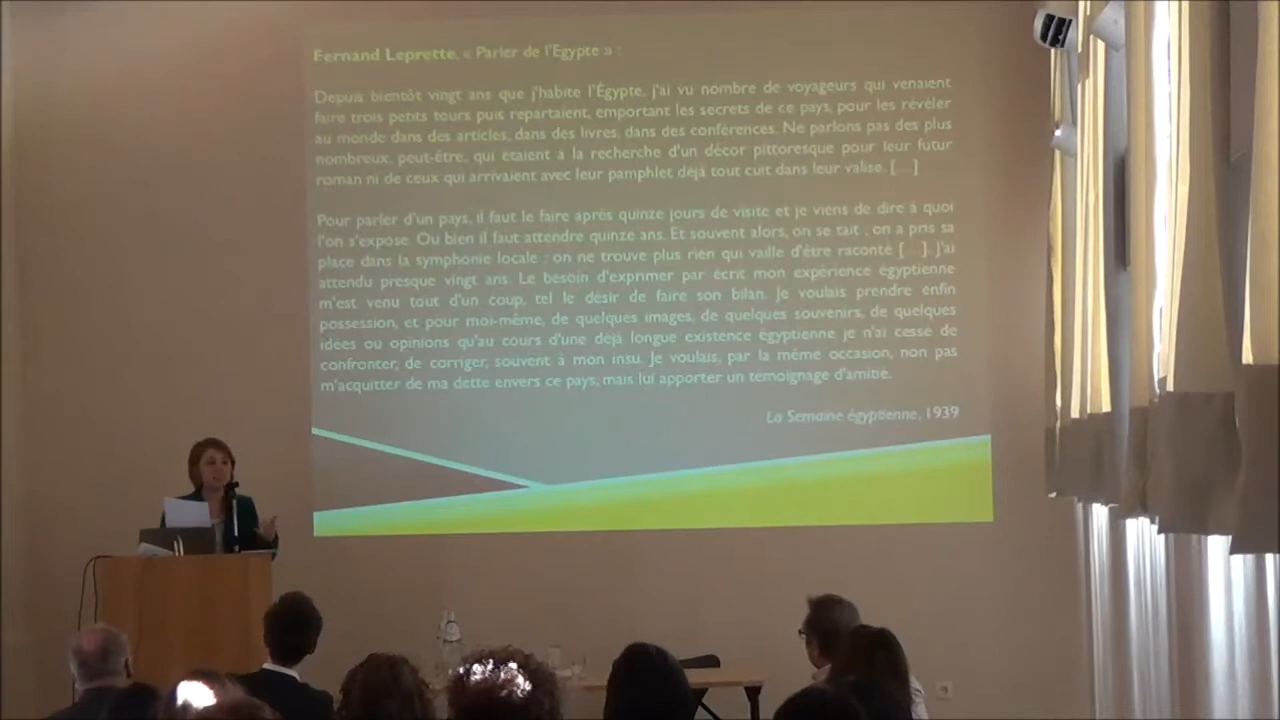 Fernand Leprette, « Parler de l'Egypte » :
Depuis bientôt vingt ans que j'habite l'Égypte, j'ai vu nombre de voyageurs qui venaient
faire trois petits tours puis repartaient, emportant les secrets de ce pays, pour les révéler
au monde dans des articles, dans des livres, dans des conférences. Ne parlons pas des plus
nombreux, peut-être, qui étaient à la recherche d'un décor pittoresque pour leur futur
roman ni de ceux qui arrivaient avec leur pamphlet déjà tout cuit dans leur valise. […]
Pour parler d'un pays, il faut le faire après quinze jours de visite et je viens de dire à quoi
l'on s'expose. Ou bien il faut attendre quinze ans. Et souvent alors, on se tait ; on a pris sa
place dans la symphonie locale ; on ne trouve plus rien qui vaille d'être raconté […]. J'ai
attendu presque vingt ans. Le besoin d'exprimer par écrit mon expérience égyptienne
m'est venu tout d'un coup, tel le désir de faire son bilan. Je voulais prendre enfin
possession, et pour moi-même, de quelques images, de quelques souvenirs, de quelques
idées ou opinions qu'au cours d'une déjà longue existence égyptienne je n'ai cessé de
confronter, de corriger, souvent à mon insu. Je voulais, par la même occasion, non pas
m'acquitter de ma dette envers ce pays, mais lui apporter un témoignage d'amitié.
La Semaine égyptienne, 1939